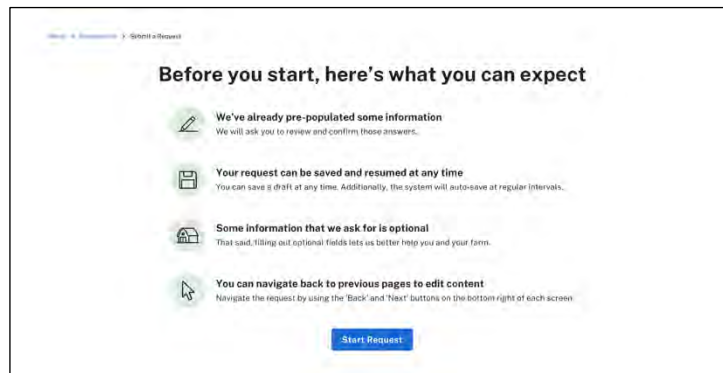 > Submit a Request
Before you start, here's what you can expect
We've already pre-populated some information
We will ask you to review and confirm those answers.
Your request can be saved and resumed at any time
You can save a draft at any time. Additionally, the system will auto-save at regular intervals.
Some information that we ask for is optional
That said, filling out optional fields lets us better help you and your farm.
You can navigate back to previous pages to edit content
Navigate the request by using the 'Back' and 'Next' buttons on the bottom right of each screen.
Start Request